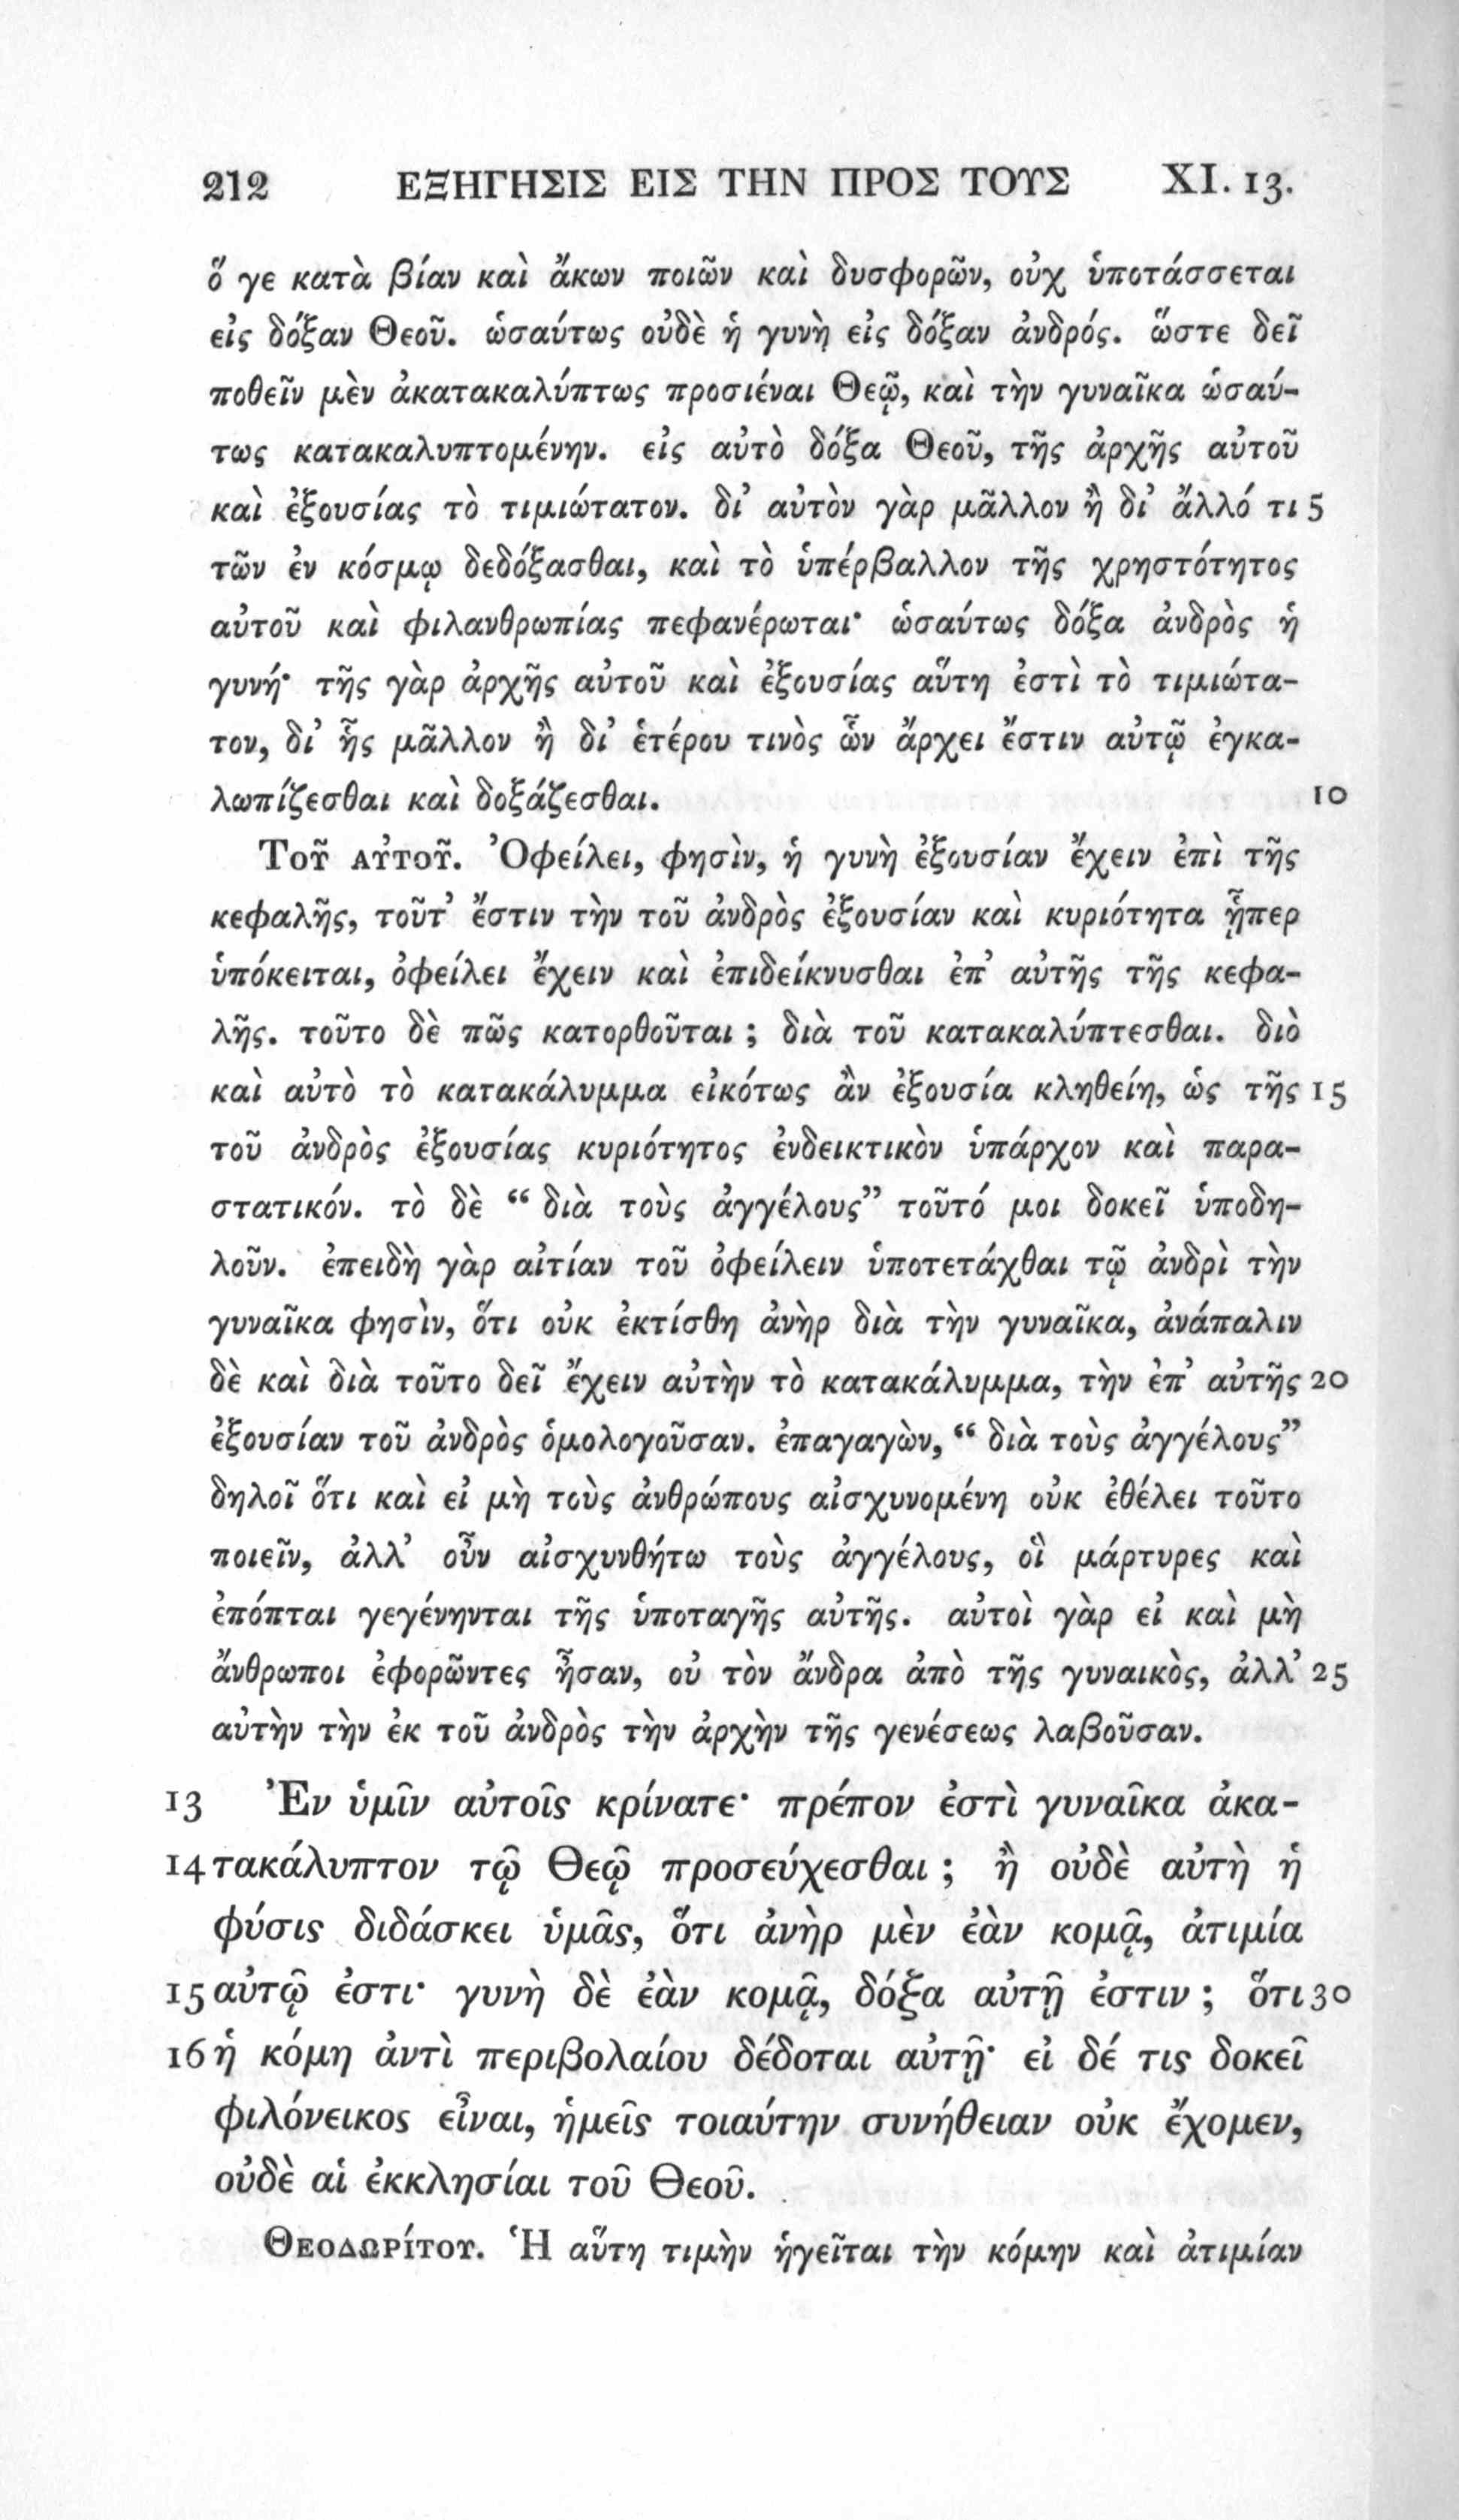 212 ΕΞΗΓΗΣΙΣ ΕΙΣ ΤΗΝ ΠΡΟΣ ΤΟΥΣ XI. 13.
ὅ γε κατὰ βίαν καὶ ἄκων ποιῶν καὶ δυσφορῶν, οὐχ ὑποτάσσεται
εἰς δόξαν Θεοῦ. ὡσαύτως οὐδὲ ἡ γυνὴ εἰς δόξαν ἀνδρός. ὥστε δεῖ
ποθεῖν μὲν ἀκατακαλύπτως προσιέναι Θεῷ, καὶ τὴν γυναῖκα ὡσαύ-
τως κατακαλυπτομένην. εἰς αὐτὸ δόξα Θεοῦ, τῆς ἀρχῆς αὐτοῦ
καὶ ἐξουσίας τὸ τιμιώτατον. δι’ αὐτὸν γὰρ μᾶλλον ἢ δι’ ἄλλό τι 5
τῶν ἐν κόσμῳ δεδόξασθαι, καὶ τὸ ὑπέρβαλλον τῆς χρηστότητος
αὐτοῦ καὶ φιλανθρωπίας πεφανέρωται· ὡσαύτως δόξα ἀνδρὸς ἡ
γυνή· τῆς γὰρ ἀρχῆς αὐτοῦ καὶ ἐξουσίας αὕτη ἐστὶ τὸ τιμιώτα-
τον, δι’ ἧς μᾶλλον ἢ δι’ ἑτέρου τινὸς ὧν ἄρχει ἔστιν αὐτῷ ἐγκα-
λωπίζεσθαι καὶ δοξάζεσθαι. 10
Τοῦ αὐτοῦ. Ὀφείλει, φησὶν, ἡ γυνὴ ἐξουσίαν ἔχειν ἐπὶ τῆς
κεφαλῆς, τοῦτ’ ἔστιν τὴν τοῦ ἀνδρὸς ἐξουσίαν καὶ κυριότητα ᾗπερ
ὑπόκειται, ὀφείλει ἔχειν καὶ ἐπιδείκνυσθαι ἐπ’ αὐτῆς τῆς κεφα-
λῆς. τοῦτο δὲ πῶς κατορθοῦται ; διὰ τοῦ κατακαλύπτεσθαι. διὸ
καὶ αὐτὸ τὸ κατακάλυμμα εἰκότως ἂν ἐξουσία κληθείη, ὡς τῆς 15
τοῦ ἀνδρὸς ἐξουσίας κυριότητος ἐνδεικτικὸν ὑπάρχον καὶ παρα-
στατικόν. τὸ δὲ “ διὰ τοὺς ἀγγέλους” τοῦτό μοι δοκεῖ ὑποδη-
λοῦν. ἐπειδὴ γὰρ αἰτίαν τοῦ ὀφείλειν ὑποτετάχθαι τῷ ἀνδρὶ τὴν
γυναῖκα φησὶν, ὅτι οὐκ ἐκτίσθη ἀνὴρ διὰ τὴν γυναῖκα, ἀνάπαλιν
δὲ καὶ διὰ τοῦτο δεῖ ἔχειν αὐτὴν τὸ κατακάλυμμα, τὴν ἐπ’ αὐτῆς 20
ἐξουσίαν τοῦ ἀνδρὸς ὁμολογοῦσαν. ἐπαγαγὼν, “ διὰ τοὺς ἀγγέλους”
δηλοῖ ὅτι καὶ εἰ μὴ τοὺς ἀνθρώπους αἰσχυνομένη οὐκ ἐθέλει τοῦτο
ποιεῖν, ἀλλ’ οὖν αἰσχυνθήτω τοὺς ἀγγέλους, οἳ μάρτυρες καὶ
ἐπόπται γεγένηνται τῆς ὑποταγῆς αὐτῆς. αὐτοὶ γὰρ εἰ καὶ μὴ
ἄνθρωποι ἐφορῶντες ἦσαν, οὐ τὸν ἄνδρα ἀπὸ τῆς γυναικὸς, ἀλλ’ 25
αὐτὴν τὴν ἐκ τοῦ ἀνδρὸς τὴν ἀρχὴν τῆς γενέσεως λαβοῦσαν.
13 Ἐν ὑμῖν αὐτοῖς κρίνατε· πρέπον ἐστὶ γυναῖκα ἀκα-
14 τακάλυπτον τῷ Θεῷ προσεύχεσθαι ; ἢ οὐδὲ αὐτὴ ἡ
φύσις διδάσκει ὑμᾶς, ὅτι ἀνὴρ μὲν ἐὰν κομᾷ, ἀτιμία
15 αὐτῷ ἐστι· γυνὴ δὲ ἐὰν κομᾷ, δόξα αὐτῇ ἐστιν ; ὅτι 30
16 ἡ κόμη ἀντὶ περιβολαίου δέδοται αὐτῇ· εἰ δέ τις δοκεῖ
φιλόνεικος εἶναι, ἡμεῖς τοιαύτην συνήθειαν οὐκ ἔχομεν,
οὐδὲ αἱ ἐκκλησίαι τοῦ Θεοῦ.
Θεοδωρίτου. Ἡ αὕτη τιμὴν ἡγεῖται τὴν κόμην καὶ ἀτιμίαν